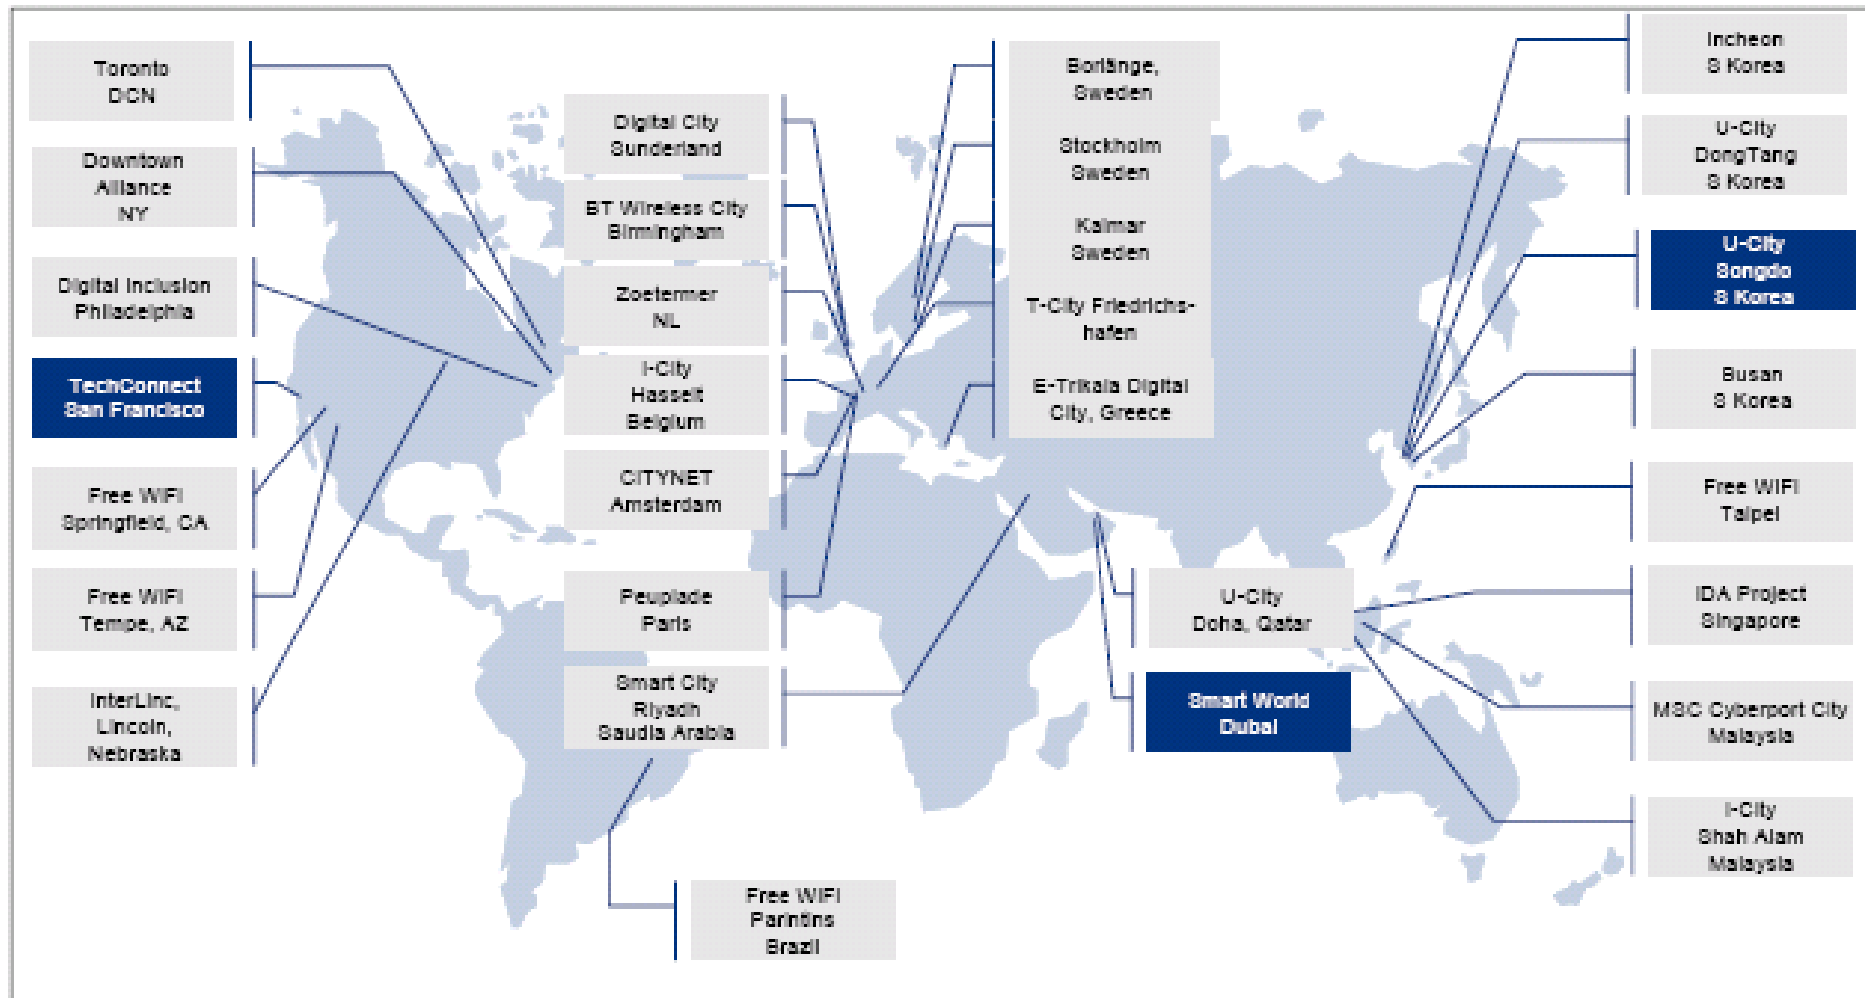 Toronto
DCN
Downtown
Alliance
NY
Digital Inclusion
Philadelphia
TechConnect
San Francisco
Free WiFi
Springfield, CA
Free WiFi
Tempe, AZ
InterLinc,
Lincoln,
Nebraska
Digital City
Sunderland
BT Wireless City
Birmingham
Zoetermer
NL
I-City
Hasselt
Belgium
CITYNET
Amsterdam
Peuplade
Paris
Smart City
Riyadh
Saudia Arabia
Free WiFi
Parintins
Brazil
Borlänge,
Sweden
Stockholm
Sweden
Kalmar
Sweden
T-City Friedrichs-
hafen
E-Trikala Digital
City, Greece
U-City
Doha, Qatar
Smart World
Dubai
Incheon
S Korea
U-City
DongTang
S Korea
U-City
Songdo
S Korea
Busan
S Korea
Free WiFi
Taipei
IDA Project
Singapore
MSC Cyberport City
Malaysia
I-City
Shah Alam
Malaysia